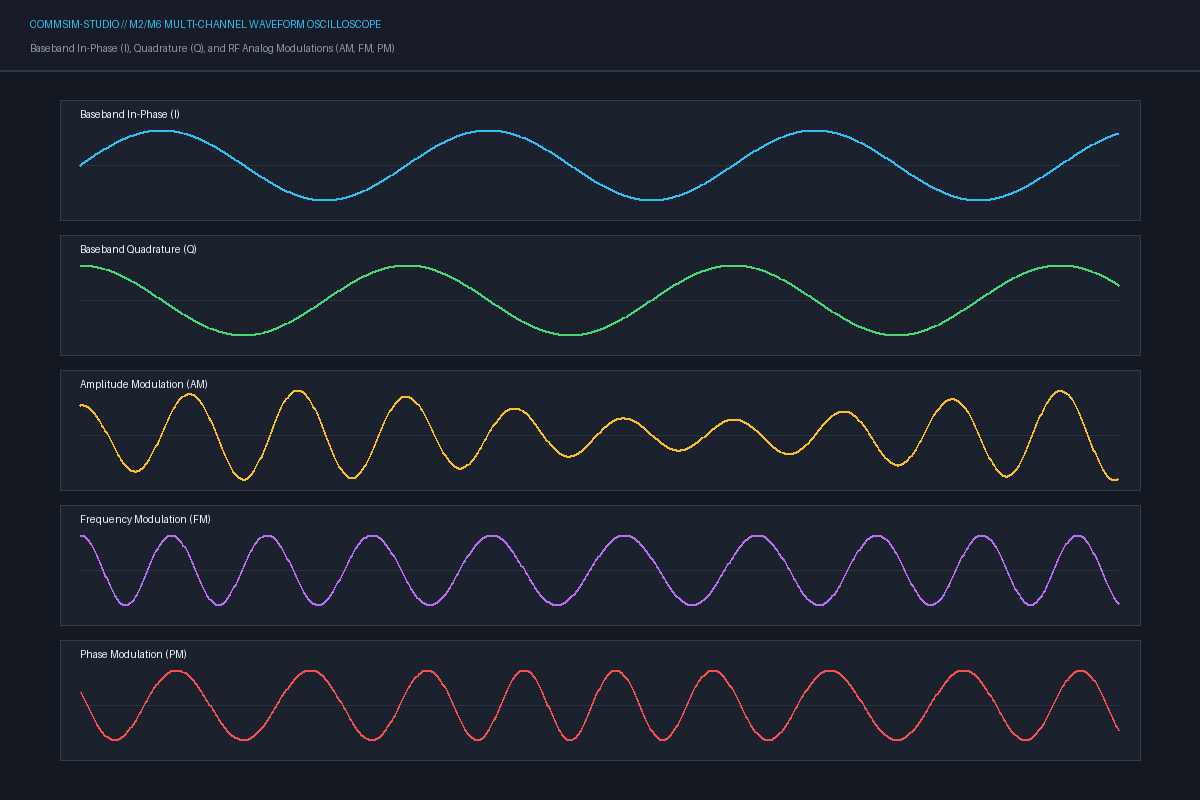 COMMSIM-STUDIO // M2/M6 MULTI-CHANNEL WAVEFORM OSCILLOSCOPE
Baseband In-Phase (I), Quadrature (Q), and RF Analog Modulations (AM, FM, PM)
Baseband In-Phase (I)
Baseband Quadrature (Q)
Amplitude Modulation (AM)
Frequency Modulation (FM)
Phase Modulation (PM)